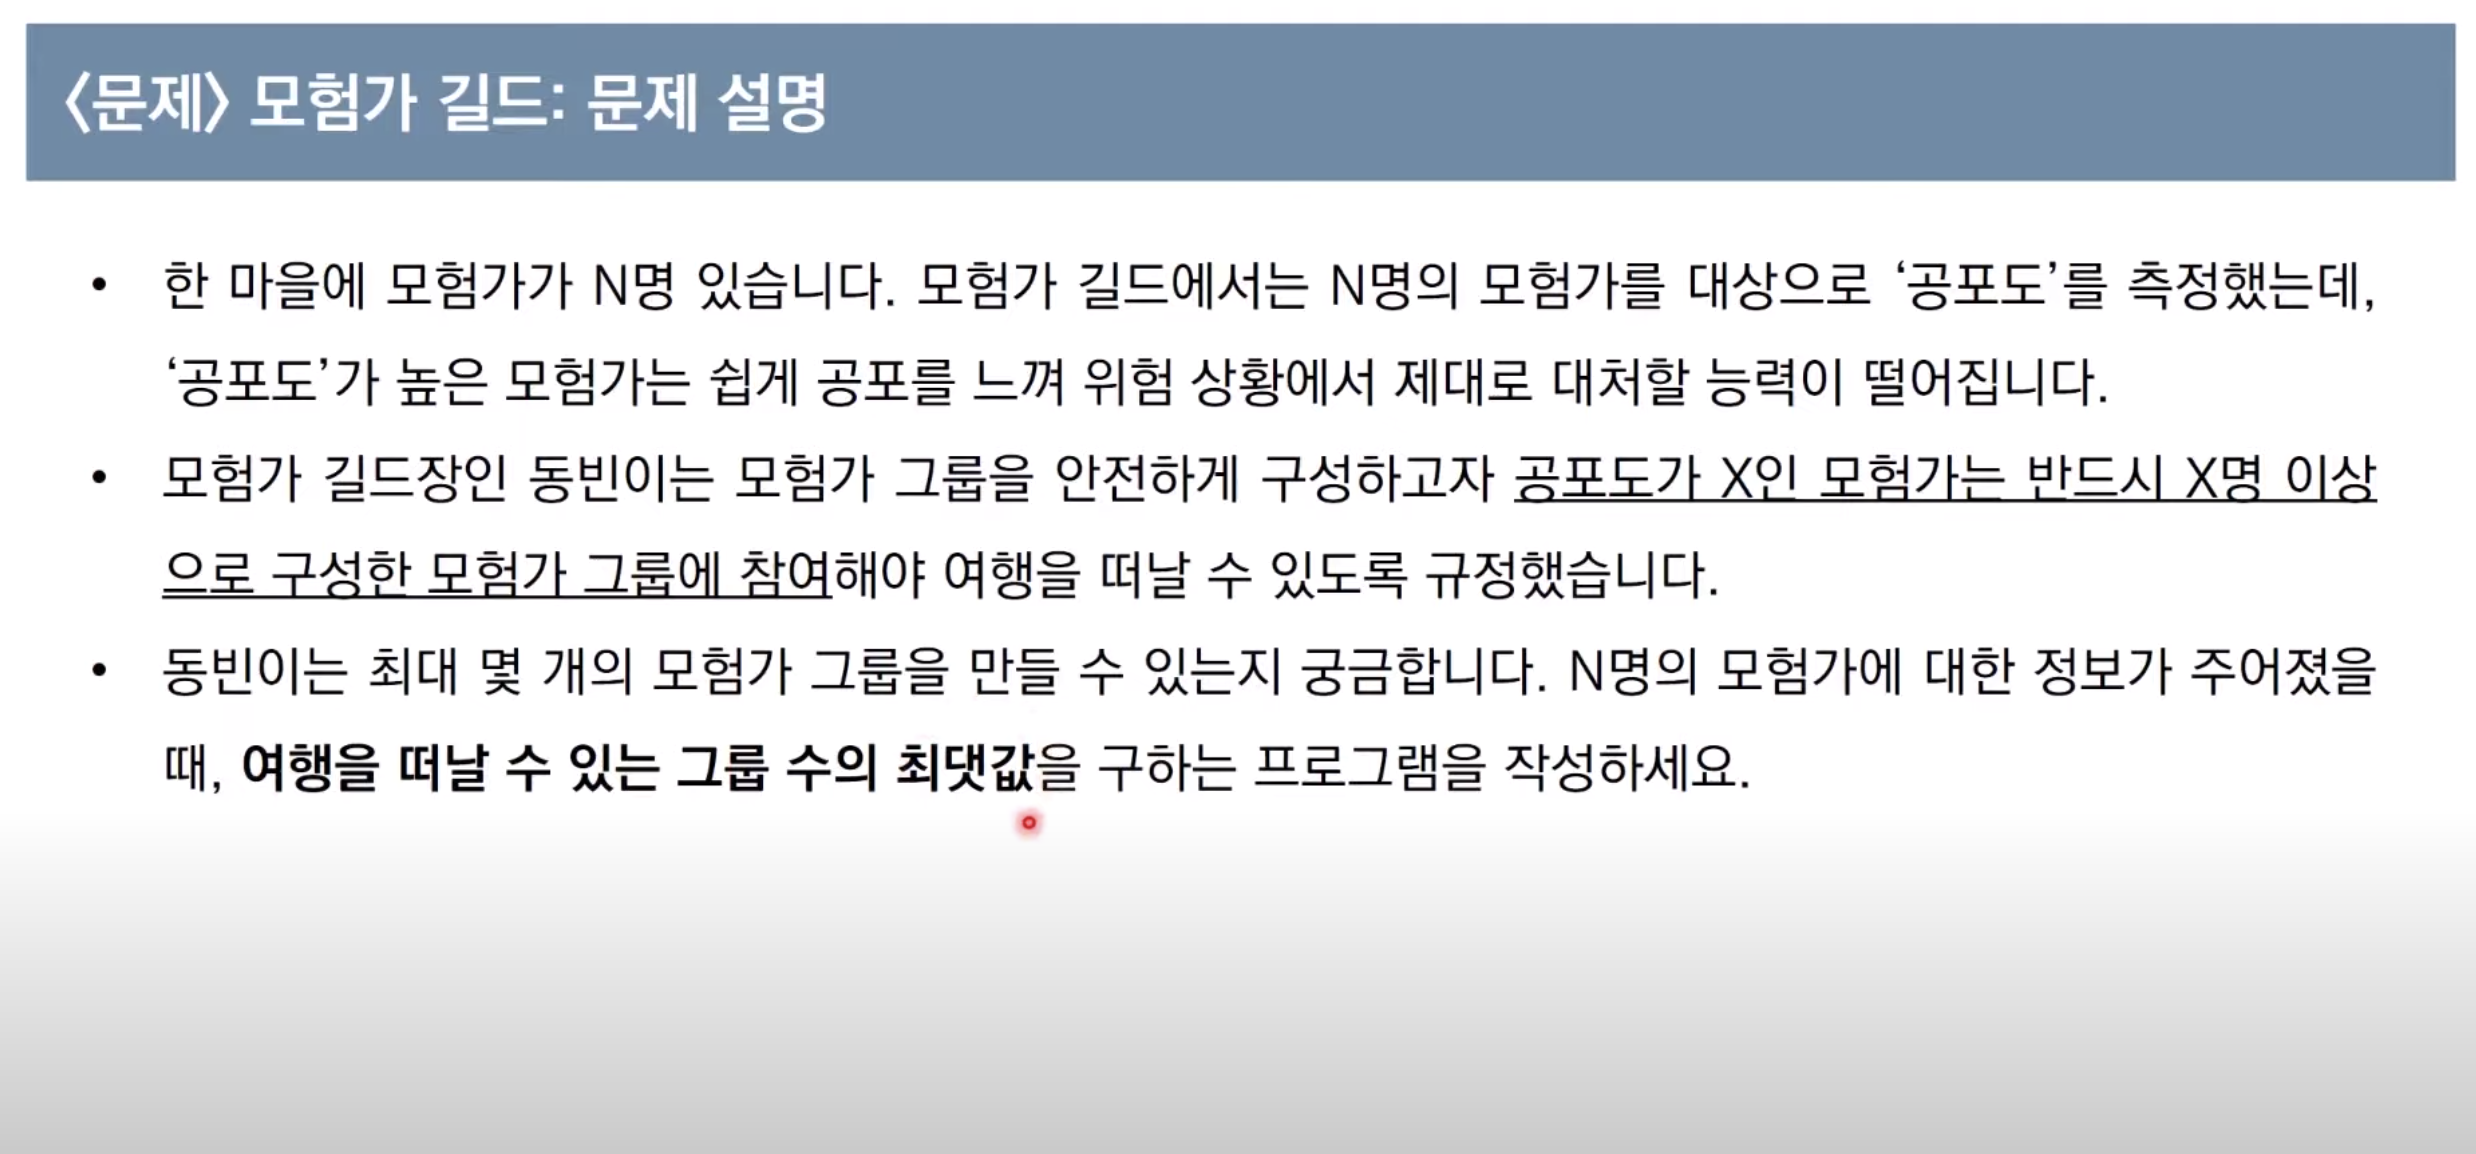 〈문제〉 모험가 길드: 문제 설명
• 한 마을에 모험가가 N명 있습니다. 모험가 길드에서는 N명의 모험가를 대상으로 ‘공포도’를 측정했는데,
‘공포도’가 높은 모험가는 쉽게 공포를 느껴 위험 상황에서 제대로 대처할 능력이 떨어집니다.
• 모험가 길드장인 동빈이는 모험가 그룹을 안전하게 구성하고자 공포도가 X인 모험가는 반드시 X명 이상
으로 구성한 모험가 그룹에 참여해야 여행을 떠날 수 있도록 규정했습니다.
• 동빈이는 최대 몇 개의 모험가 그룹을 만들 수 있는지 궁금합니다. N명의 모험가에 대한 정보가 주어졌을
때, 여행을 떠날 수 있는 그룹 수의 최댓값을 구하는 프로그램을 작성하세요.